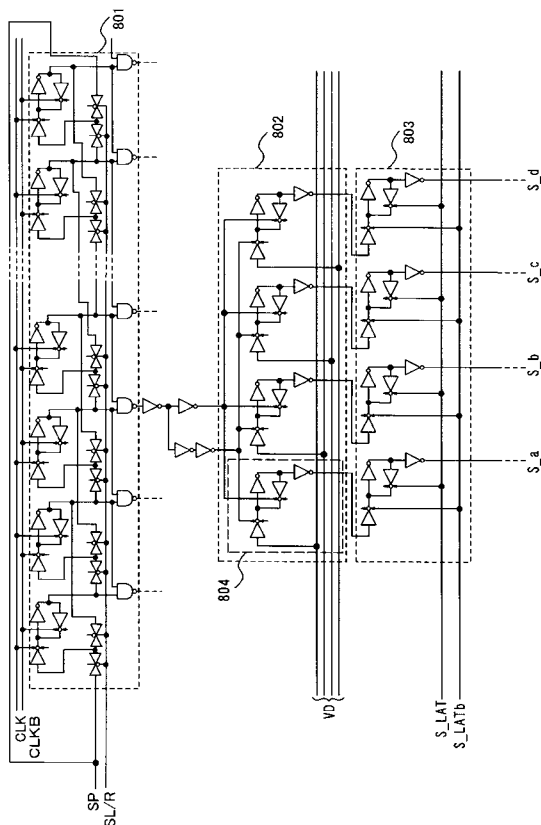 801
CLK
CLKB
SP
SL/R
802
804
VD
803
S_d
S_c
S_b
S_a
S_LAT
S_LATb